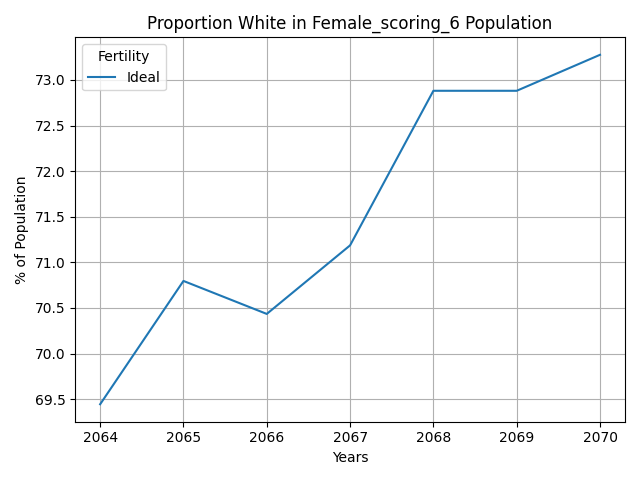 Proportion White in Female_scoring_6 Population
Fertility
Ideal
% of Population
73.0
72.5
72.0
71.5
71.0
70.5
70.0
69.5
2064 2065 2066 2067 2068 2069 2070
Years